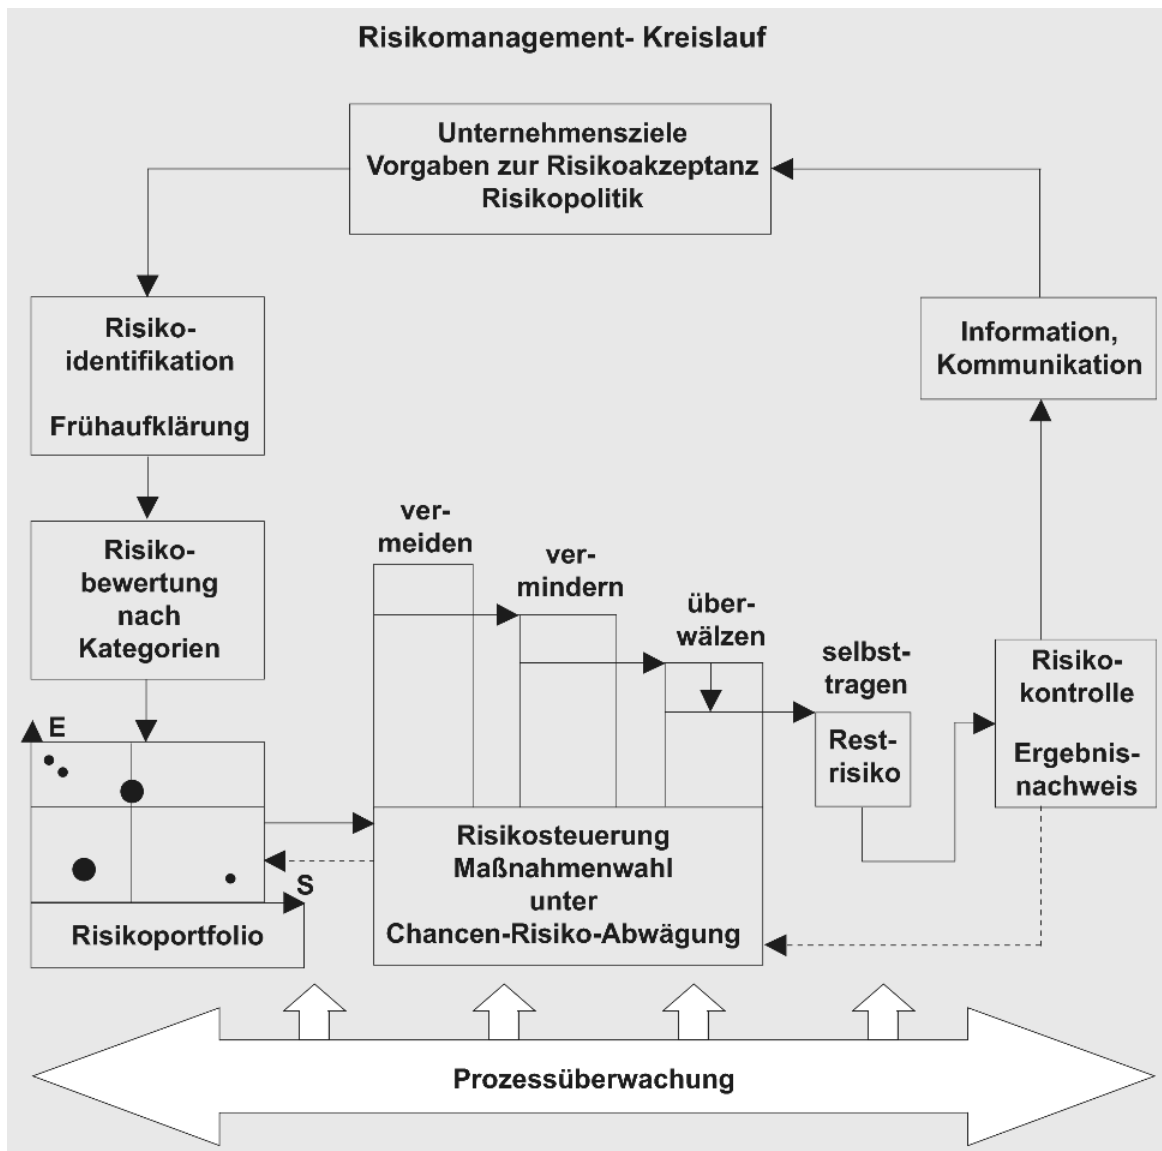 Risikomanagement- Kreislauf
Unternehmensziele
Vorgaben zur Risikoakzeptanz
Risikopolitik
Risiko-
identifikation
Frühaufklärung
Information,
Kommunikation
Risiko-
bewertung
nach
Kategorien
ver-
meiden
ver-
mindern
über-
wälzen
selbst-
tragen
Rest-
risiko
Risiko-
kontrolle
Ergebnis-
nachweis
E
S
Risikoportfolio
Risikosteuerung
Maßnahmenwahl
unter
Chancen-Risiko-Abwägung
Prozessüberwachung